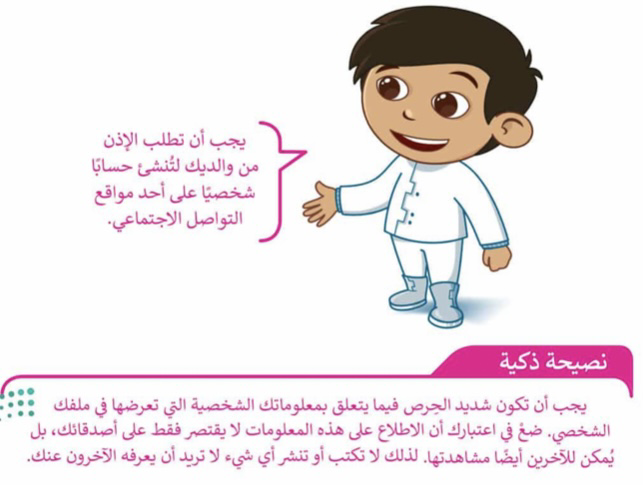 يجب أن تطلب الإذن
من والديك لتُنشئ حسابًا
شخصيًا على أحد مواقع
التواصل الاجتماعي.
نصيحة ذكية
يجب أن تكون شديد الحِرص فيما يتعلق بمعلوماتك الشخصية التي تعرضها في ملفك
الشخصي. ضعْ في اعتبارك أن الاطلاع على هذه المعلومات لا يقتصر فقط على أصدقائك، بل
يُمكن للآخرين أيضًا مشاهدتها. لذلك لا تكتب أو تنشر أي شيء لا تريد أن يعرفه الآخرون عنك.